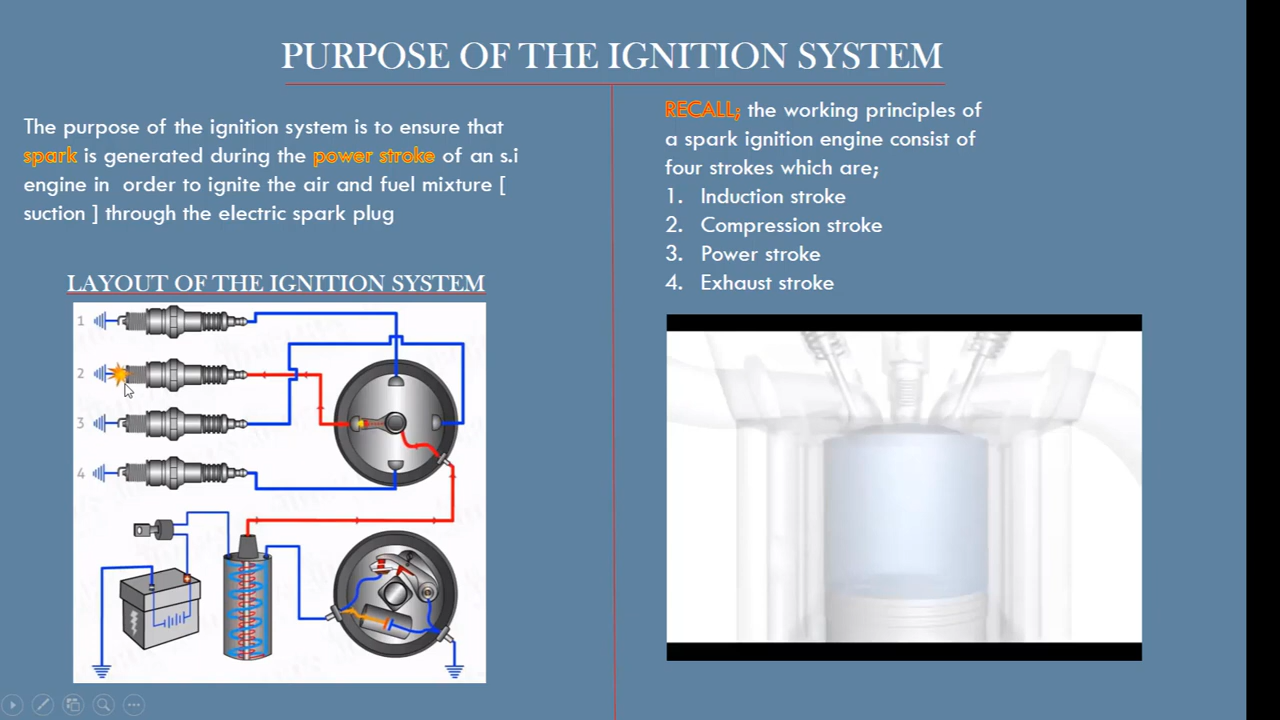 PURPOSE OF THE IGNITION SYSTEM
The purpose of the ignition system is to ensure that
spark is generated during the power stroke of an s.i
engine in order to ignite the air and fuel mixture [
suction ] through the electric spark plug
LAYOUT OF THE IGNITION SYSTEM
1
2
3
4
RECALL; the working principles of
a spark ignition engine consist of
four strokes which are;
1. Induction stroke
2. Compression stroke
3. Power stroke
4. Exhaust stroke